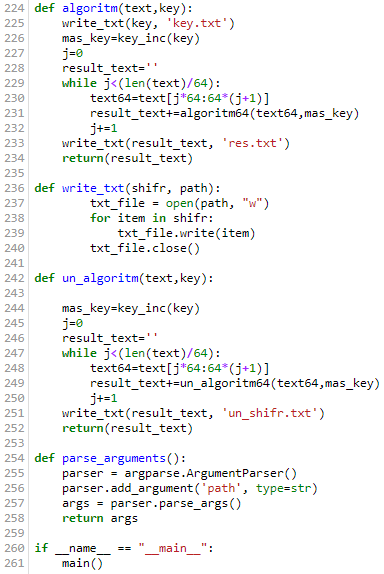 224 def algoritm(text,key):
225     write_txt(key, 'key.txt')
226     mas_key=key_inc(key)
227     j=0
228     result_text=''
229     while j<(len(text)/64):
230         text64=text[j*64:64*(j+1)]
231         result_text+=algoritm64(text64,mas_key)
232         j+=1
233     write_txt(result_text, 'res.txt')
234     return(result_text)
235
236 def write_txt(shifr, path):
237         txt_file = open(path, "w")
238         for item in shifr:
239             txt_file.write(item)
240         txt_file.close()
241
242 def un_algoritm(text,key):
243
244     mas_key=key_inc(key)
245     j=0
246     result_text=''
247     while j<(len(text)/64):
248         text64=text[j*64:64*(j+1)]
249         result_text+=un_algoritm64(text64,mas_key)
250         j+=1
251     write_txt(result_text, 'un_shifr.txt')
252     return(result_text)
253
254 def parse_arguments():
255     parser = argparse.ArgumentParser()
256     parser.add_argument('path', type=str)
257     args = parser.parse_args()
258     return args
259
260 if __name__ == "__main__":
261     main()